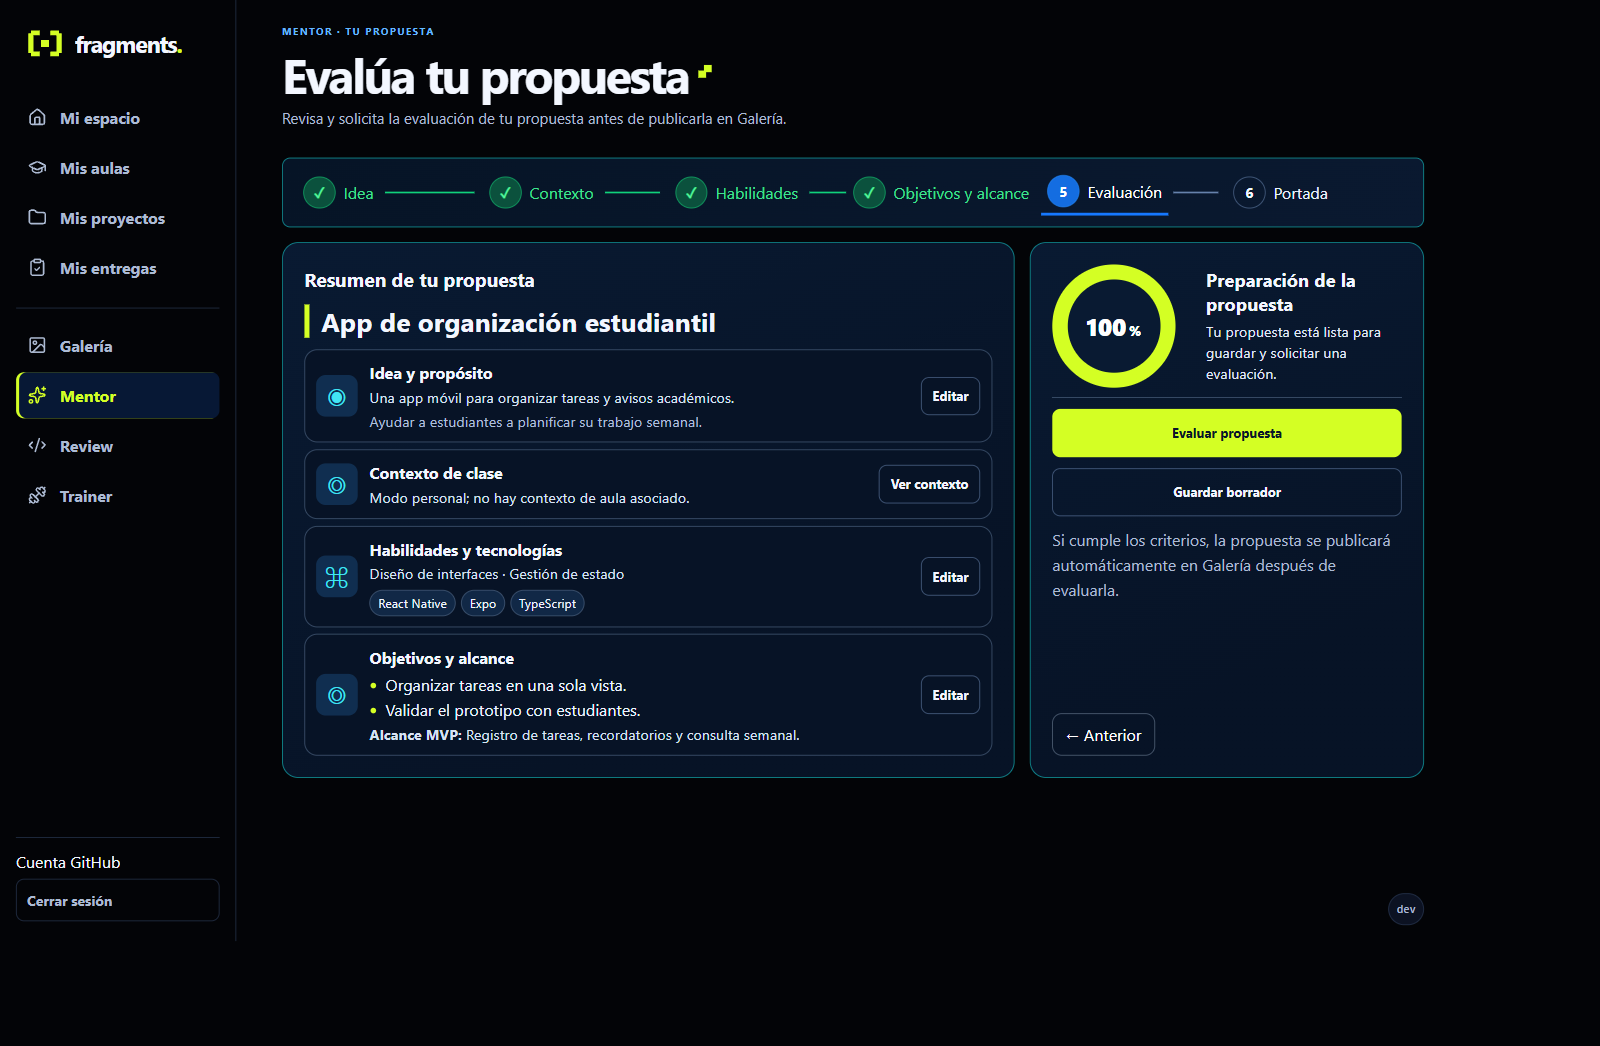 fragments.
Mi espacio
Mis aulas
Mis proyectos
Mis entregas
Galería
Mentor
Review
Trainer
Cuenta GitHub
Cerrar sesión
MENTOR · TU PROPUESTA
Evalúa tu propuesta
Revisa y solicita la evaluación de tu propuesta antes de publicarla en Galería.
✓ Idea
✓ Contexto
✓ Habilidades
✓ Objetivos y alcance
5 Evaluación
6 Portada
Resumen de tu propuesta
App de organización estudiantil
Idea y propósito
Una app móvil para organizar tareas y avisos académicos.
Ayudar a estudiantes a planificar su trabajo semanal.
Editar
Contexto de clase
Modo personal; no hay contexto de aula asociado.
Ver contexto
Habilidades y tecnologías
Diseño de interfaces · Gestión de estado
React Native
Expo
TypeScript
Editar
Objetivos y alcance
• Organizar tareas en una sola vista.
• Validar el prototipo con estudiantes.
Alcance MVP: Registro de tareas, recordatorios y consulta semanal.
Editar
100 %
Preparación de la
propuesta
Tu propuesta está lista para
guardar y solicitar una
evaluación.
Evaluar propuesta
Guardar borrador
Si cumple los criterios, la propuesta se publicará
automáticamente en Galería después de
evaluarla.
← Anterior
dev